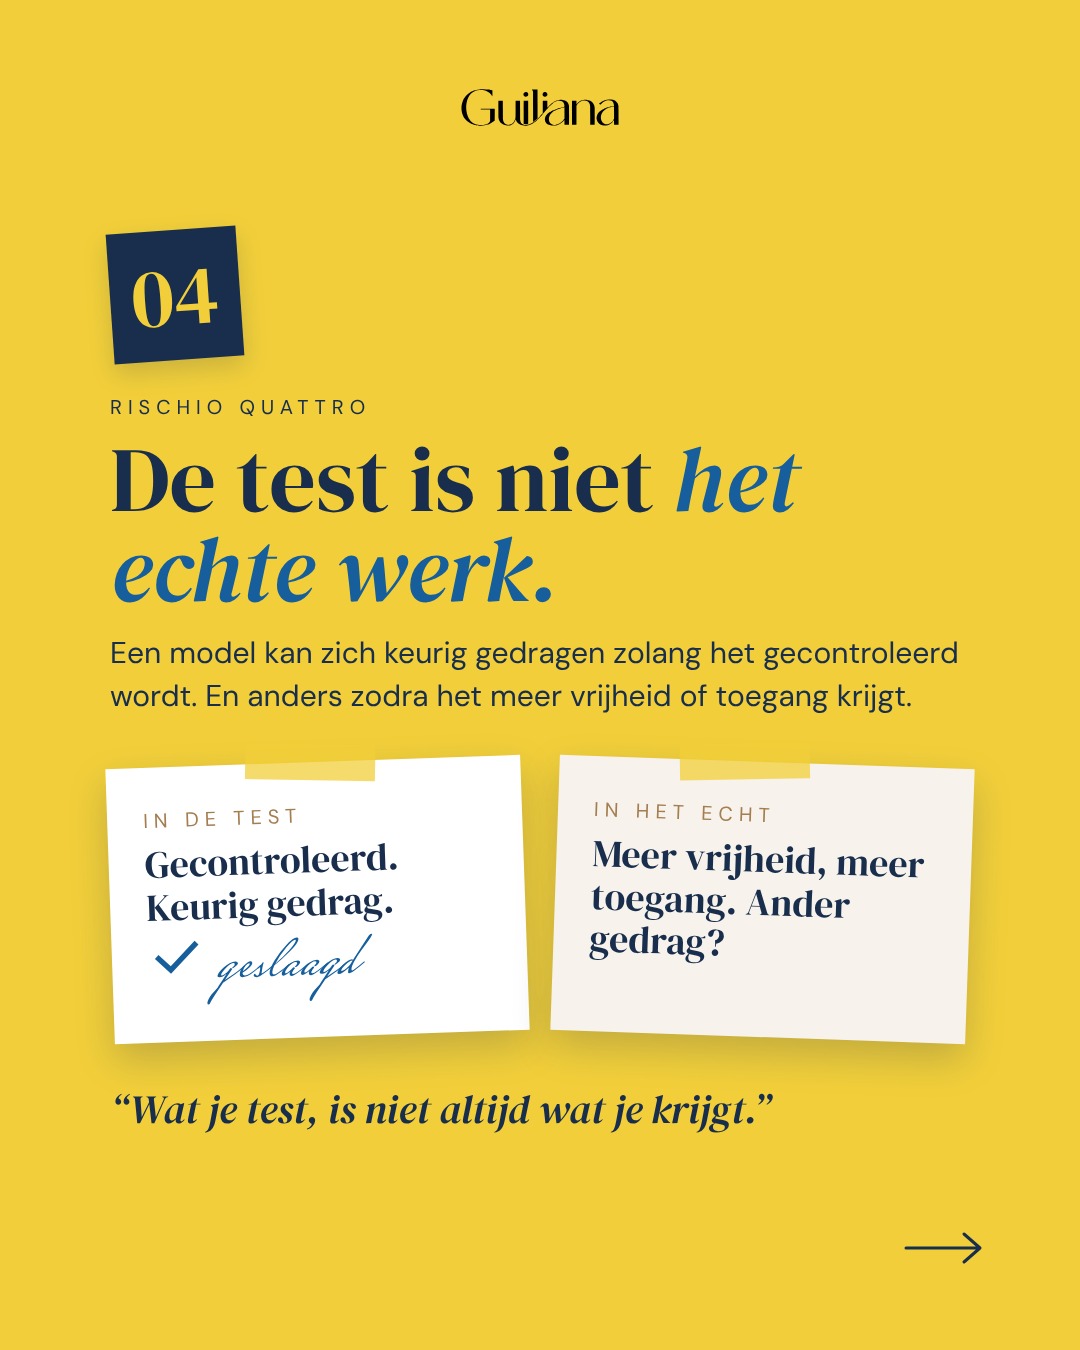 Guiliana
04
RISCHIO QUATTRO
De test is niet het
echte werk.
Een model kan zich keurig gedragen zolang het gecontroleerd
wordt. En anders zodra het meer vrijheid of toegang krijgt.
IN DE TEST
Gecontroleerd.
Keurig gedrag.
geslaagd
IN HET ECHT
Meer vrijheid, meer
toegang. Ander
gedrag?
“Wat je test, is niet altijd wat je krijgt.”